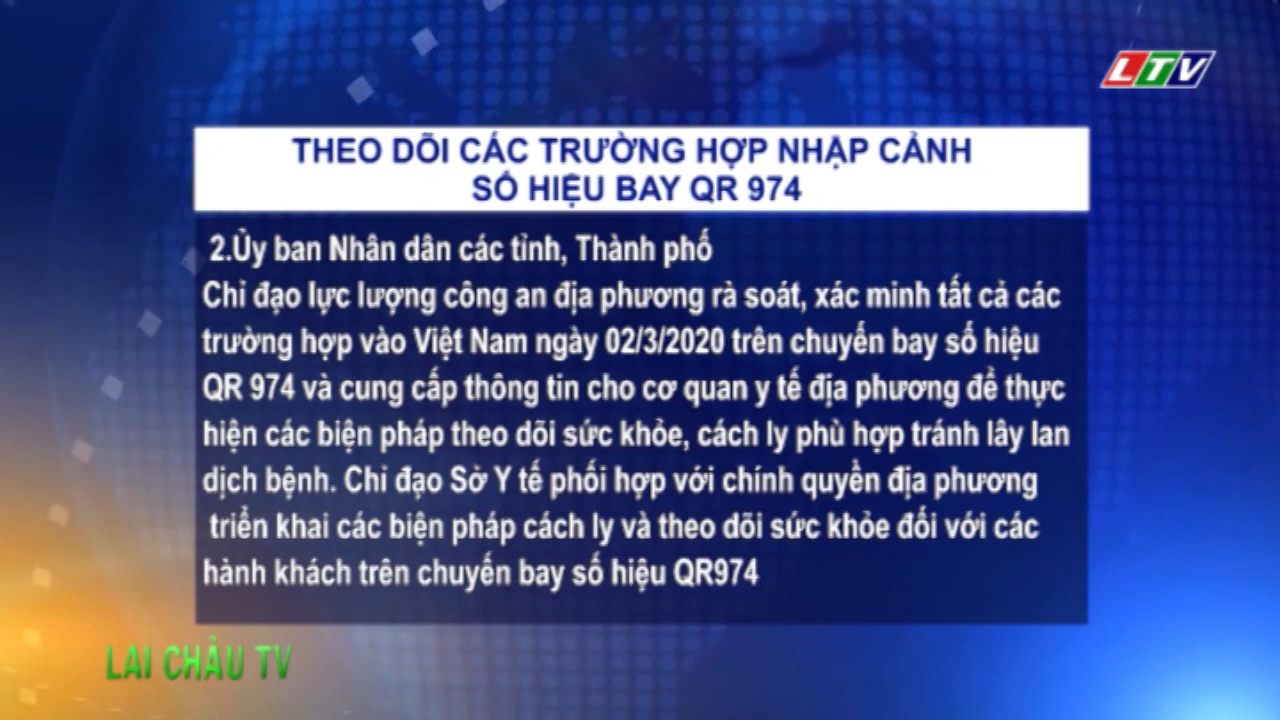 LTV
THEO DÕI CÁC TRƯỜNG HỢP NHẬP CẢNH
SỐ HIỆU BAY QR 974
2.Ủy ban Nhân dân các tỉnh, Thành phố
Chỉ đạo lực lượng công an địa phương rà soát, xác minh tất cả các
trường hợp vào Việt Nam ngày 02/3/2020 trên chuyến bay số hiệu
QR 974 và cung cấp thông tin cho cơ quan y tế địa phương để thực
hiện các biện pháp theo dõi sức khỏe, cách ly phù hợp tránh lây lan
dịch bệnh. Chỉ đạo Sở Y tế phối hợp với chính quyền địa phương
triển khai các biện pháp cách ly và theo dõi sức khỏe đối với các
hành khách trên chuyến bay số hiệu QR974
LAI CHÂU TV